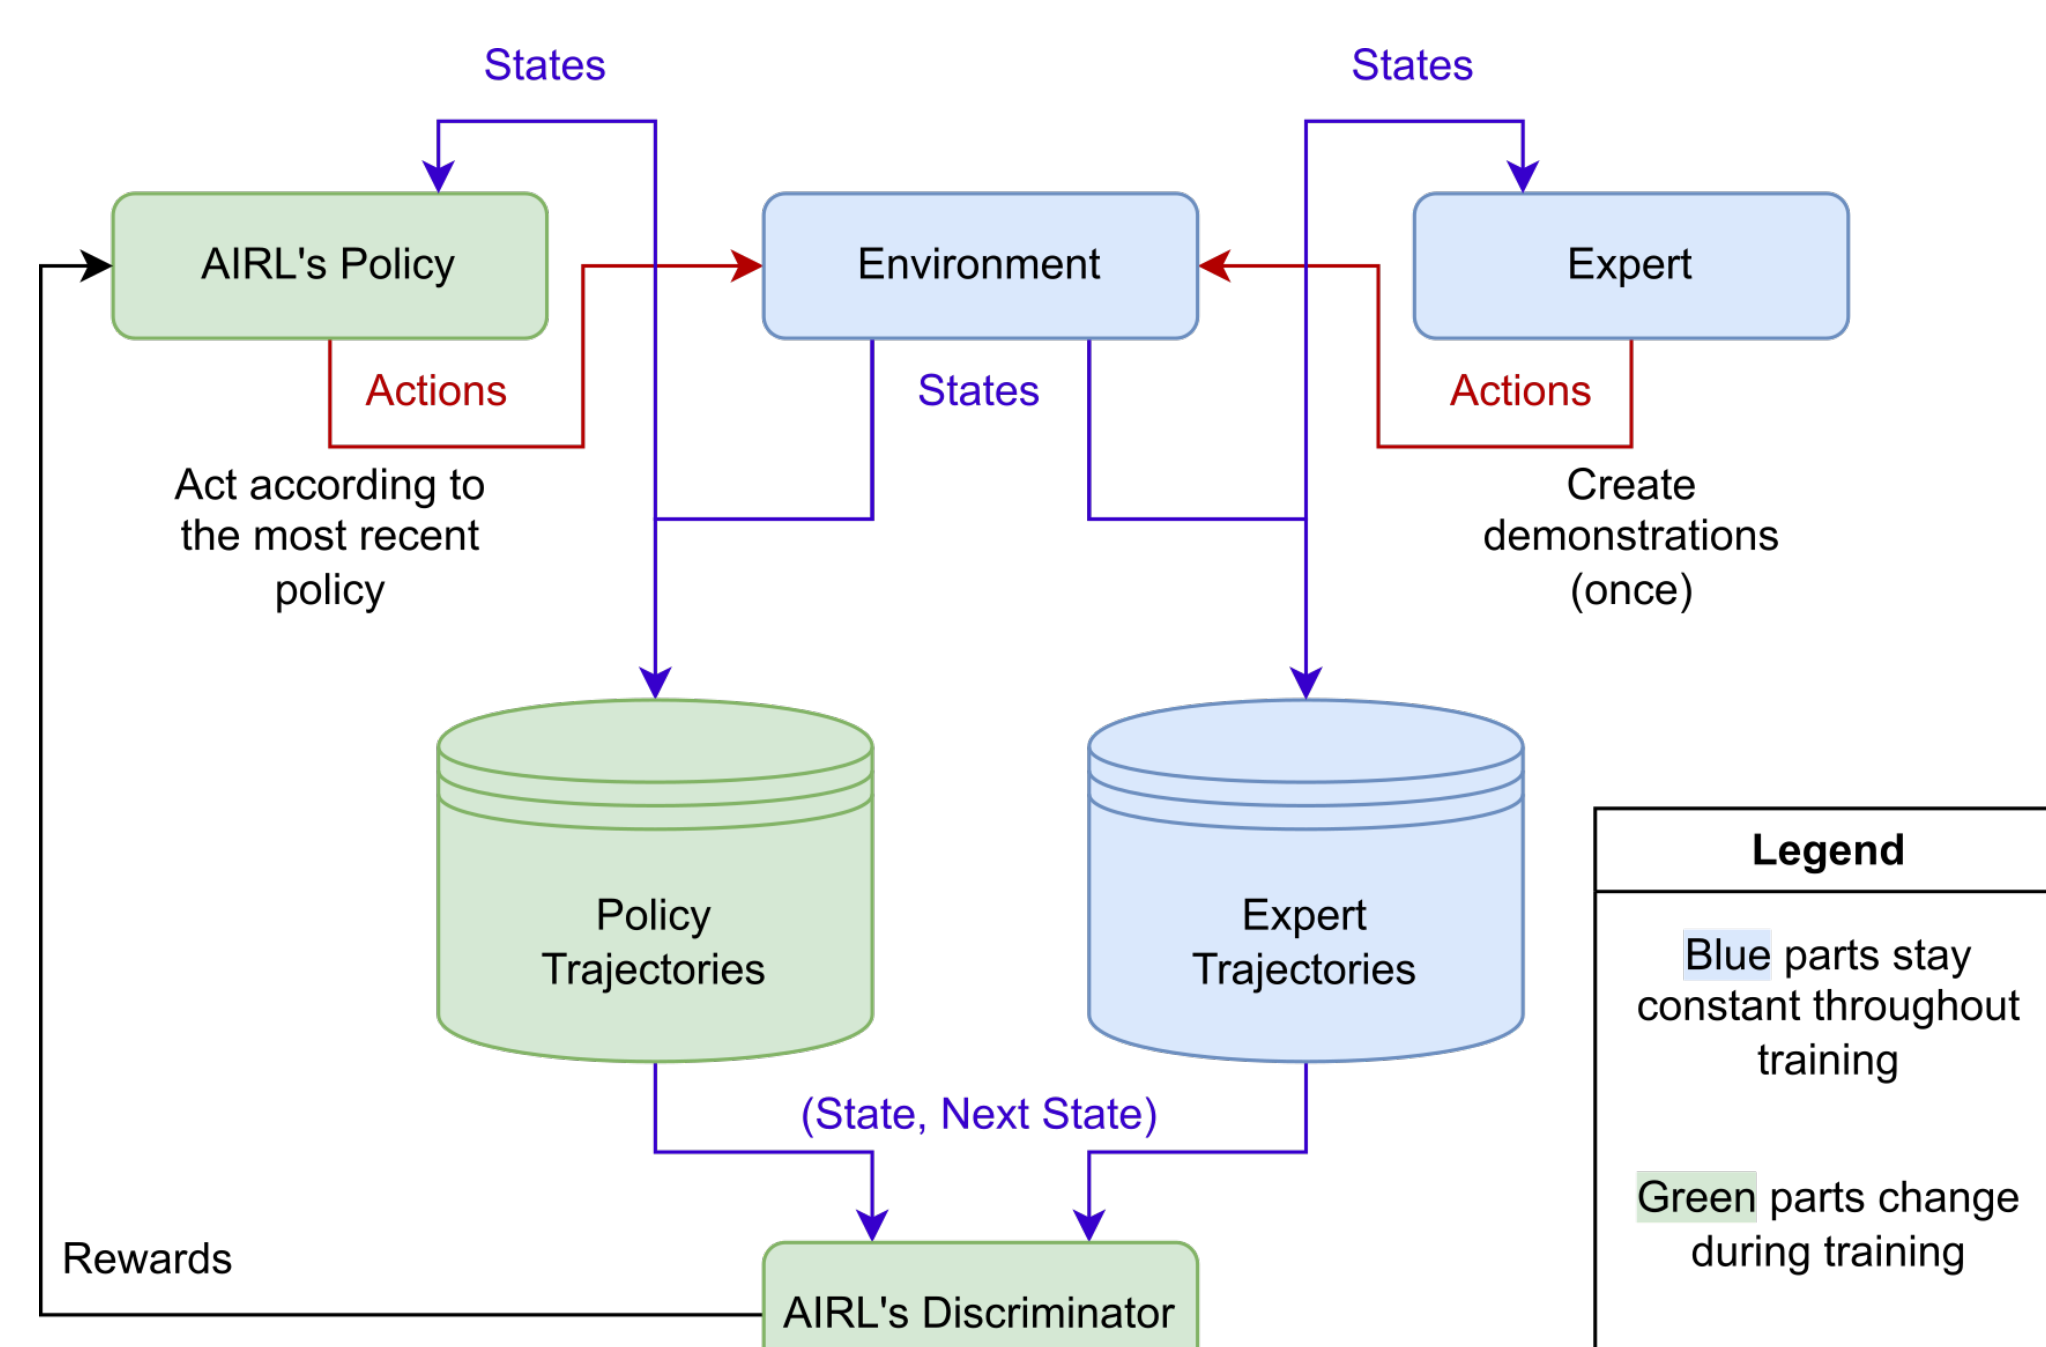 States
States
AIRL's Policy
Environment
Expert
Actions
States
Actions
Act according to
the most recent
policy
Create
demonstrations
(once)
Policy
Trajectories
Expert
Trajectories
Legend
Blue parts stay
constant throughout
training
(State, Next State)
Green parts change
during training
Rewards
AIRL's Discriminator